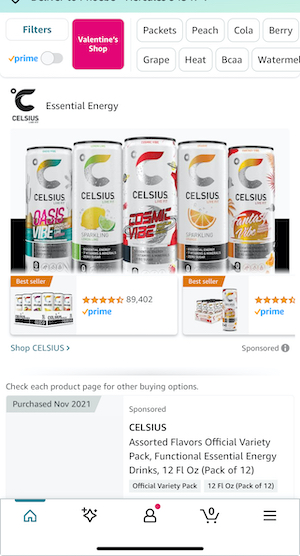 Filters
Valentine's
Shop
Packets
Peach
Cola
Berry
prime
Grape
Heat
Bcaa
Watermel
CELSIUS
LIVE FIT
Essential Energy
CELSIUS
OASIS
VIBE
CELSIUS
SPARKLING
CELSIUS
COSMIC
VIBE
CELSIUS
SPARKLING
CELSIUS
Fantasy
Vibe
Best seller
89,402
prime
Best seller
prime
Shop CELSIUS ›
Sponsored
Check each product page for other buying options.
Purchased Nov 2021
Sponsored
CELSIUS
Assorted Flavors Official Variety
Pack, Functional Essential Energy
Drinks, 12 Fl Oz (Pack of 12)
Official Variety Pack
12 Fl Oz (Pack of 12)
0